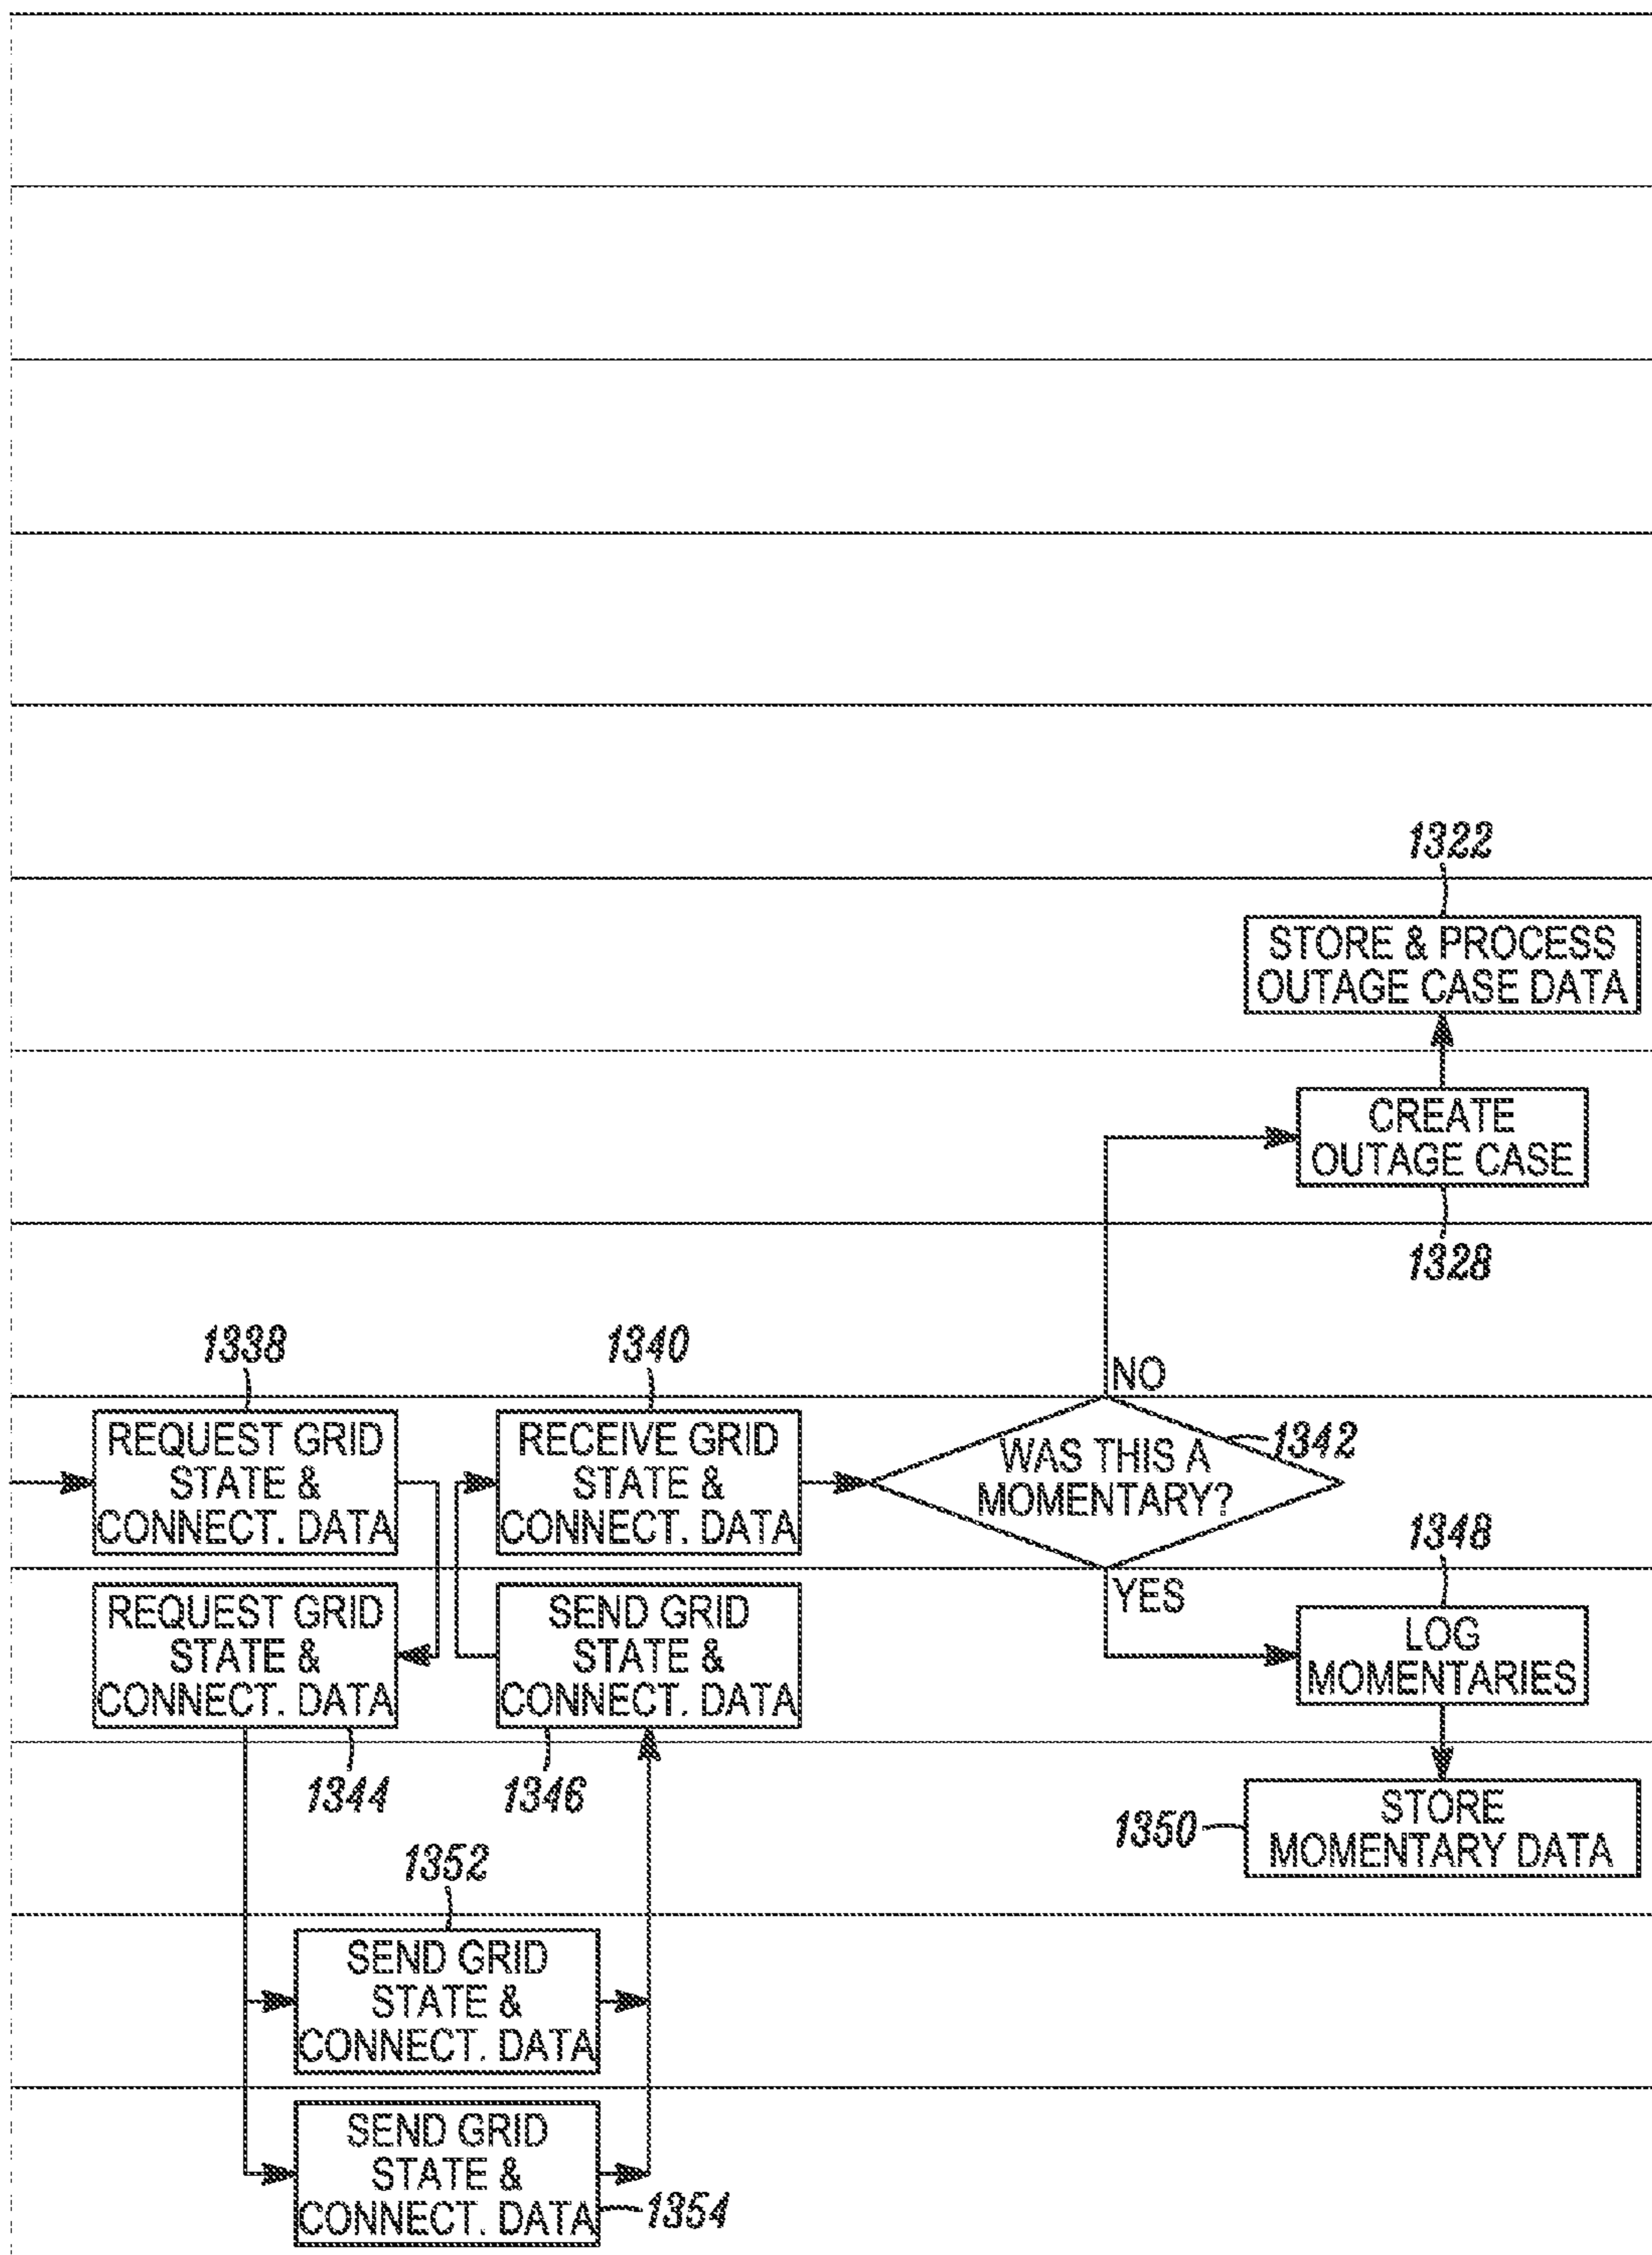 1322
STORE & PROCESS
OUTAGE CASE DATA
CREATE
OUTAGE CASE
1328
1338
1340
NO
REQUEST GRID
STATE &
CONNECT. DATA
RECEIVE GRID
STATE &
CONNECT. DATA
WAS THIS A
MOMENTARY?
1342
1348
YES
REQUEST GRID
STATE &
CONNECT. DATA
SEND GRID
STATE &
CONNECT. DATA
LOG
MOMENTARIES
1344
1346
1350
STORE
MOMENTARY DATA
1352
SEND GRID
STATE &
CONNECT. DATA
SEND GRID
STATE &
CONNECT. DATA
1354